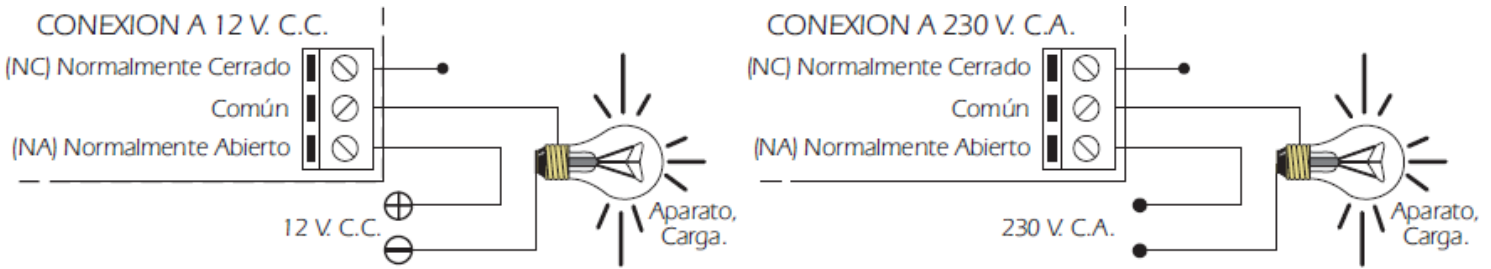 CONEXION A 12 V. C.C.
(NC) Normalmente Cerrado
Común
(NA) Normalmente Abierto
12 V. C.C.
Aparato,
Carga.
CONEXION A 230 V. C.A.
(NC) Normalmente Cerrado
Común
(NA) Normalmente Abierto
230 V. C.A.
Aparato,
Carga.